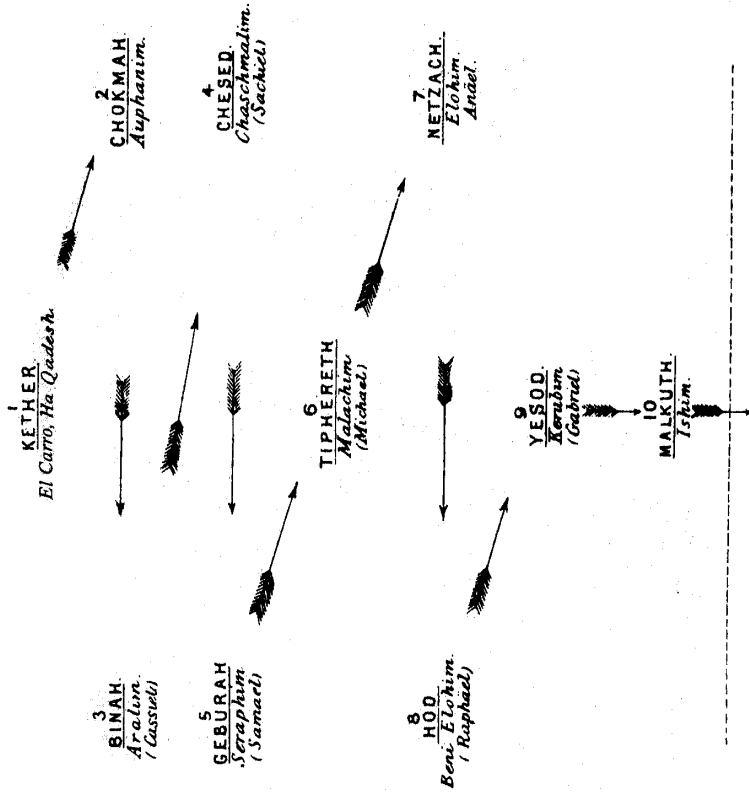 1
KETHER
El Carro, Ha Qadesh.
2
CHOKMAH
Auphanim.
3
BINAH.
Aralim.
(Cassiel)
4
CHESED.
Chaschmalim.
(Sachiel)
5
GEBURAH
Seraphim
(Samael)
6
TIPHERETH
Malachim
(Michael)
7
NETZACH.
Elohim
Anäel.
8
HOD
Beni Elohim.
(Raphael)
9
YESOD.
Kerubim
(Gabriel)
10
MALKUTH.
Ishim.